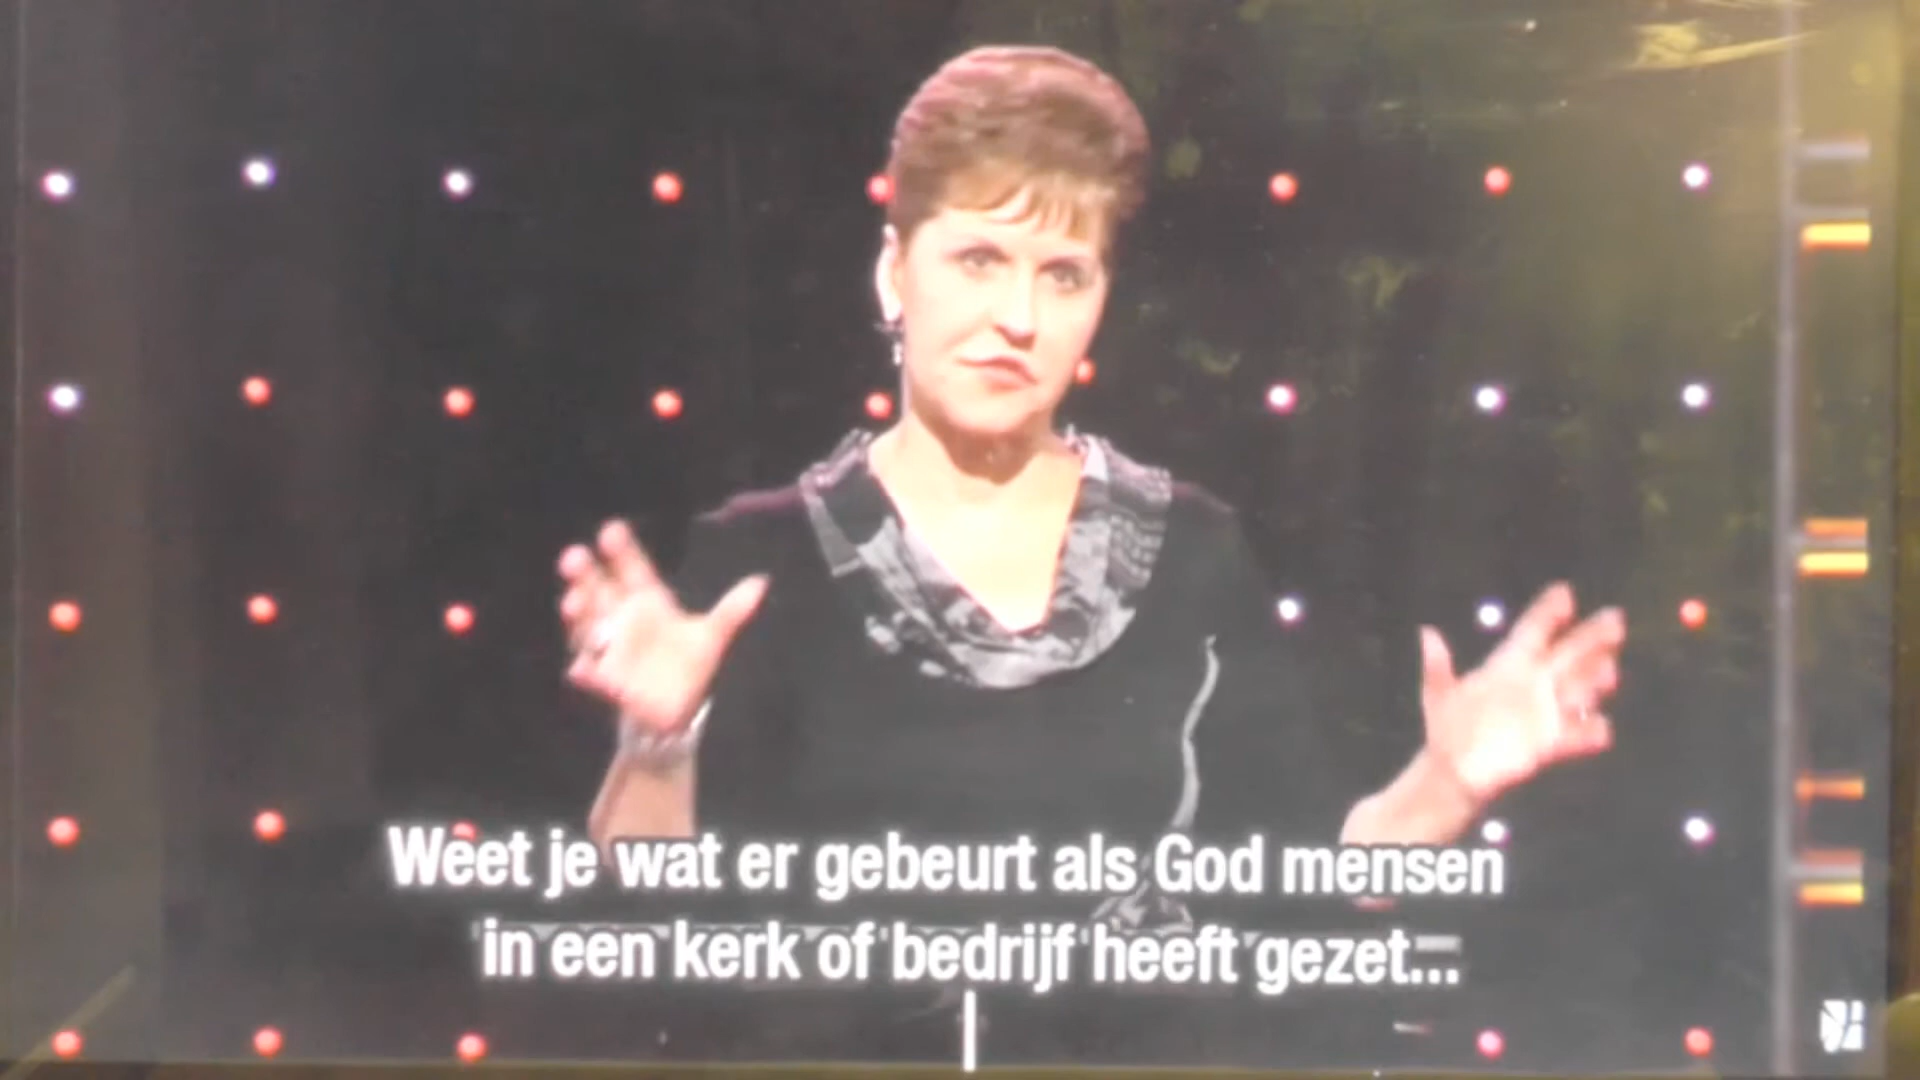 Weet je wat er gebeurt als God mensen
in een kerk of bedrijf heeft gezet...